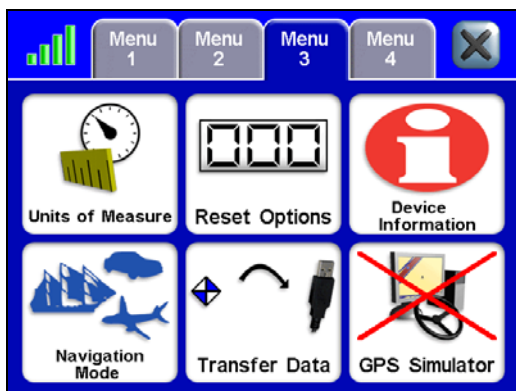 Menu
1
Menu
2
Menu
3
Menu
4
Units of Measure
Reset Options
Device
Information
Navigation
Mode
Transfer Data
GPS Simulator